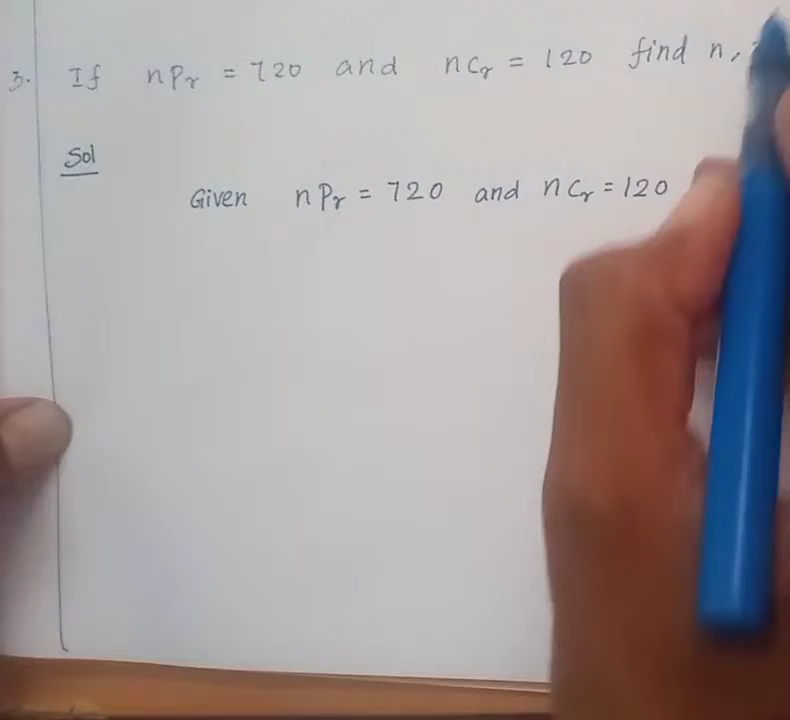 3. If nPr = 720 and nCr = 120 find n,
Sol
Given nPr = 720 and nCr = 120